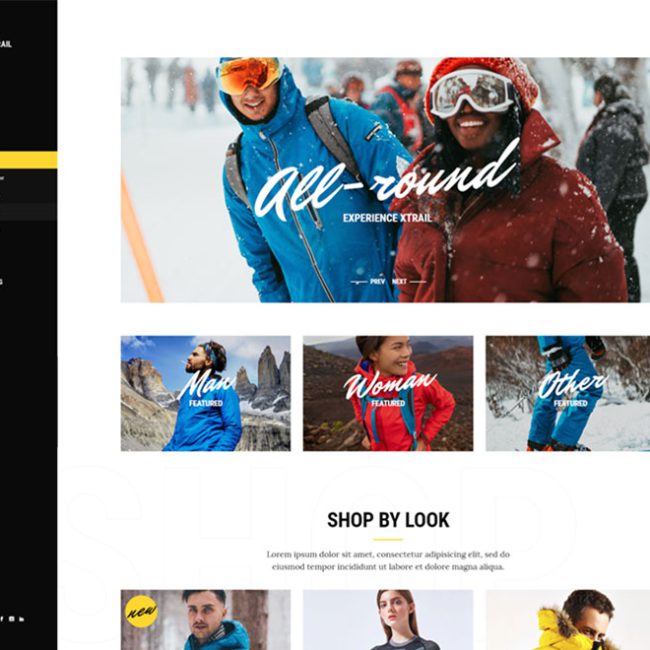 All-round
EXPERIENCE XTRAIL
PREV NEXT
Man
FEATURED
Woman
FEATURED
Other
FEATURED
SHOP
SHOP BY LOOK
Lorem ipsum dolor sit amet, consectetur adipisicing elit, sed do
eiusmod tempor incididunt ut labore et dolore magna aliqua.
new